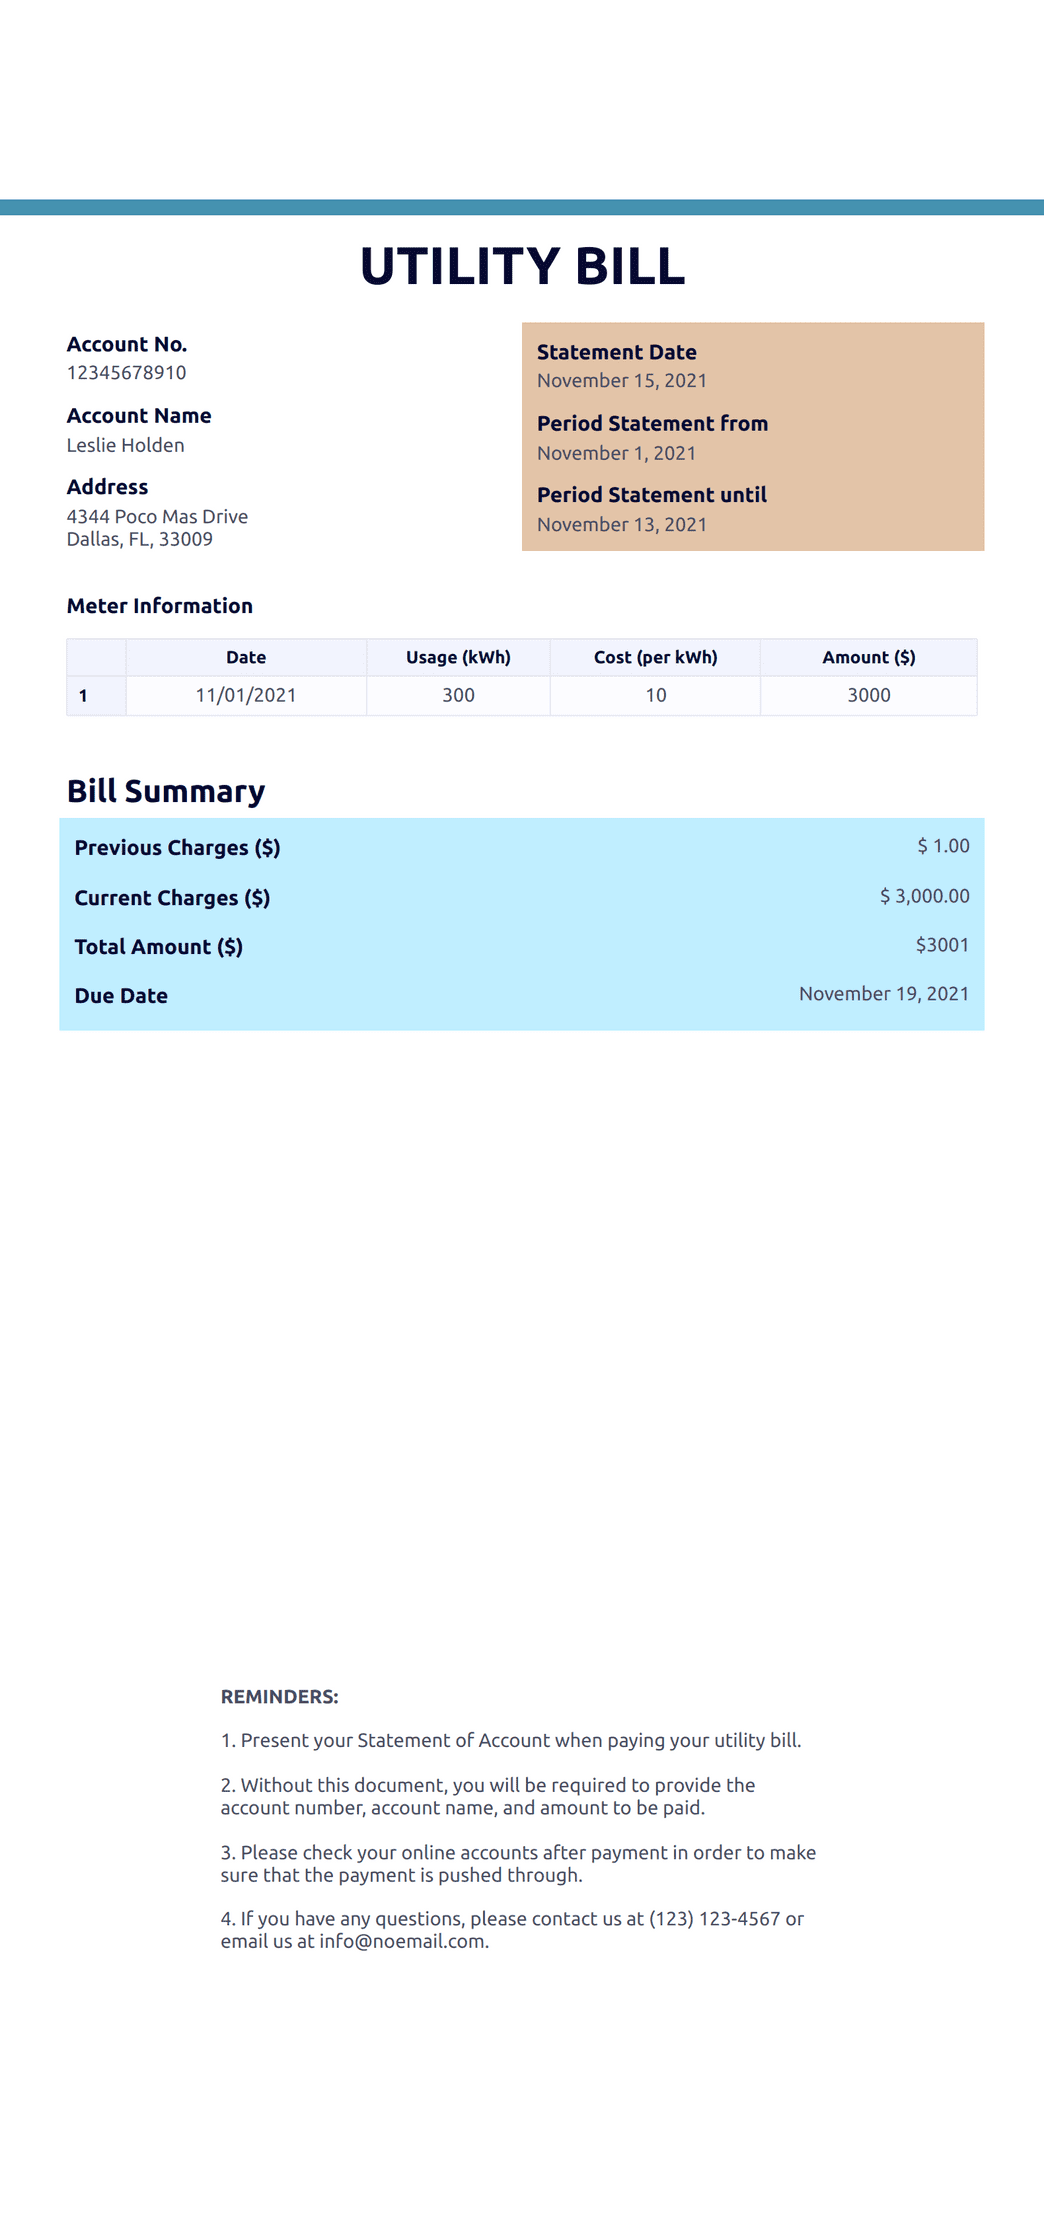 UTILITY BILL
Account No.
12345678910
Account Name
Leslie Holden
Address
4344 Poco Mas Drive
Dallas, FL, 33009
Statement Date
November 15, 2021
Period Statement from
November 1, 2021
Period Statement until
November 13, 2021
Meter Information
Date Usage (kWh) Cost (per kWh) Amount ($)
1 11/01/2021 300 10 3000
Bill Summary
Previous Charges ($) $ 1.00
Current Charges ($) $ 3,000.00
Total Amount ($) $3001
Due Date November 19, 2021
REMINDERS:
1. Present your Statement of Account when paying your utility bill.
2. Without this document, you will be required to provide the
account number, account name, and amount to be paid.
3. Please check your online accounts after payment in order to make
sure that the payment is pushed through.
4. If you have any questions, please contact us at (123) 123-4567 or
email us at info@noemail.com.